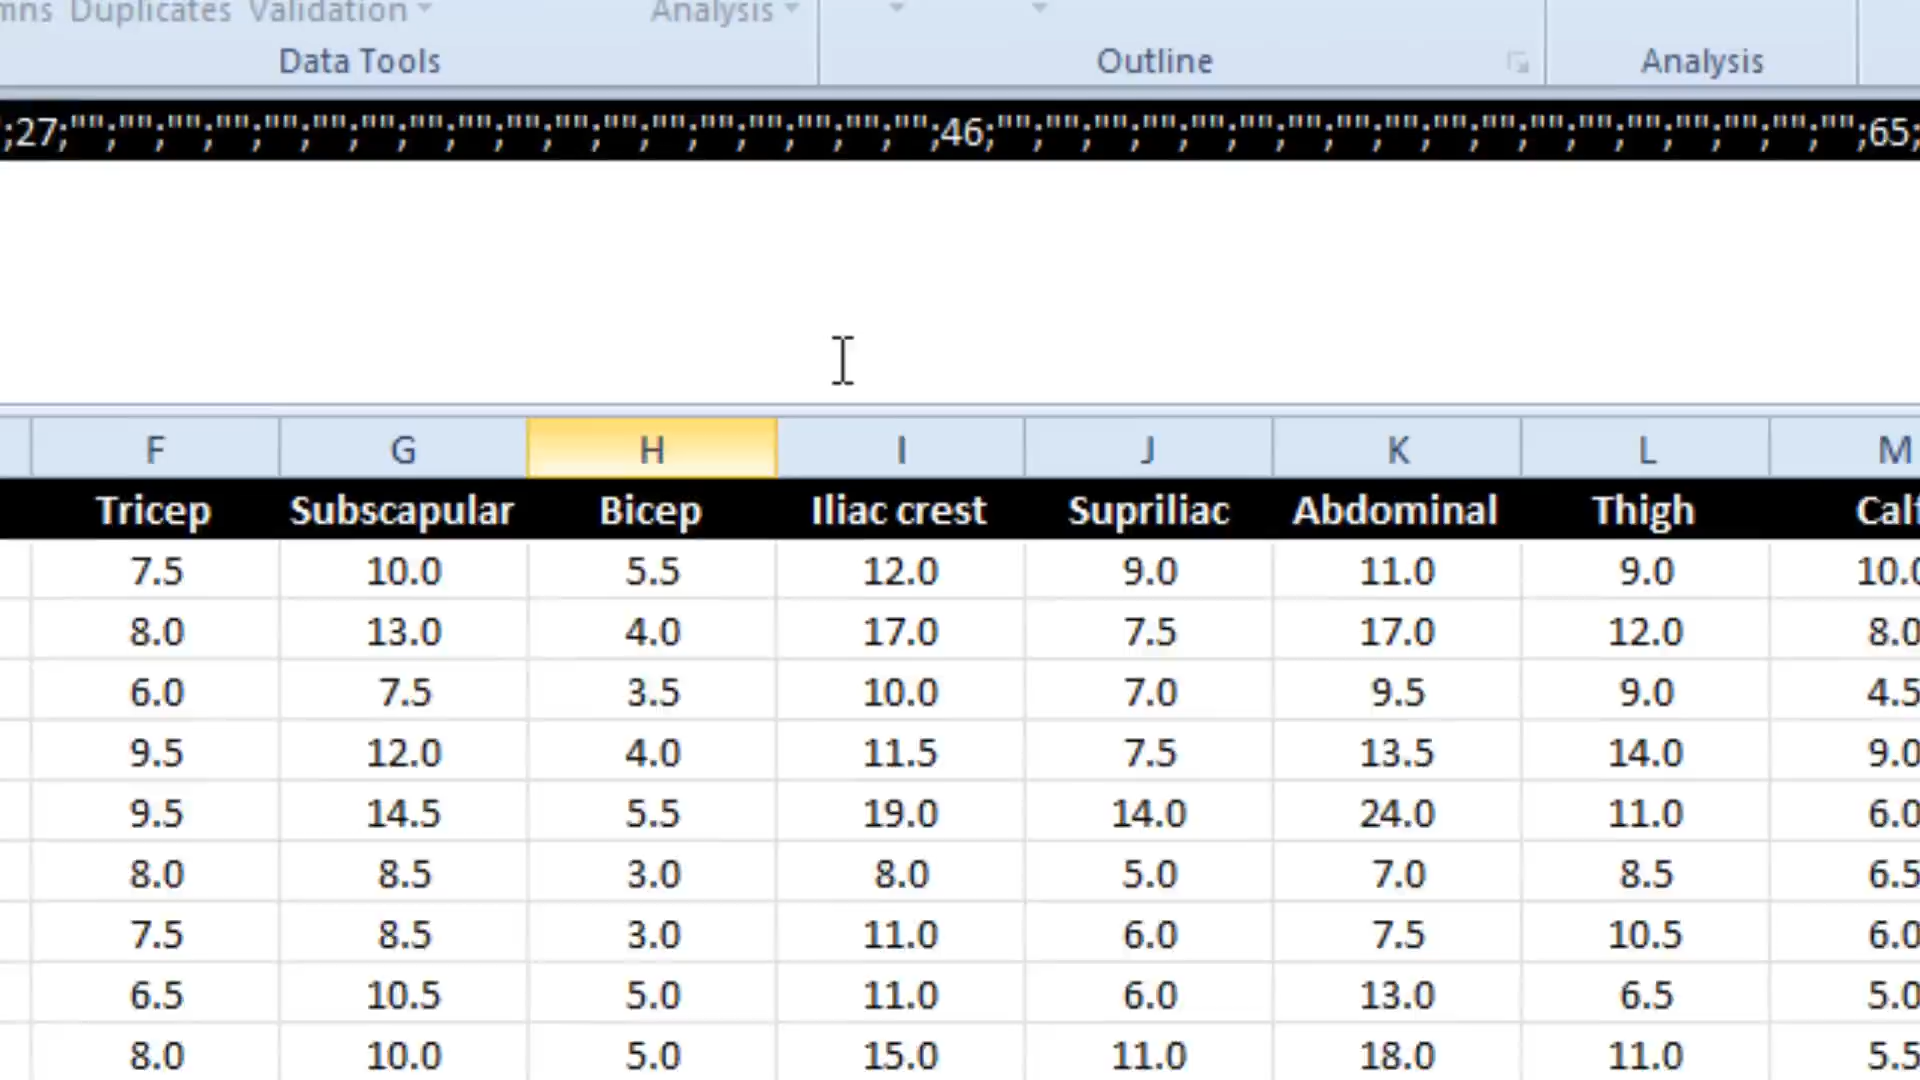 Duplicates Validation Analysis
Data Tools Outline Analysis
;27;"";"";"";"";"";"";"";"";"";"";"";"";"";"";"";"";"";"";46;"";"";"";"";"";"";"";"";"";"";"";"";"";"";"";"";"";"";65;
F G H I J K L M
Tricep Subscapular Bicep Iliac crest Supriliac Abdominal Thigh
7.5 10.0 5.5 12.0 9.0 11.0 9.0 10.0
8.0 13.0 4.0 17.0 7.5 17.0 12.0 8.0
6.0 7.5 3.5 10.0 7.0 9.5 9.0 4.5
9.5 12.0 4.0 11.5 7.5 13.5 14.0 9.0
9.5 14.5 5.5 19.0 14.0 24.0 11.0 6.0
8.0 8.5 3.0 8.0 5.0 7.0 8.5 6.5
7.5 8.5 3.0 11.0 6.0 7.5 10.5 6.0
6.5 10.5 5.0 11.0 6.0 13.0 6.5 5.0
8.0 10.0 5.0 15.0 11.0 18.0 11.0 5.5